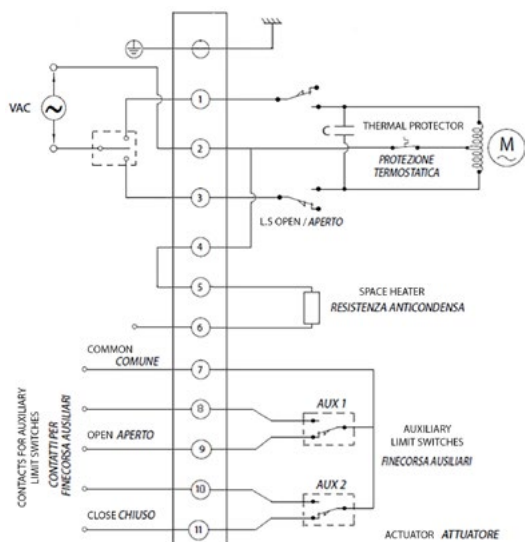 VAC
1
2
3
4
5
6
7
8
9
10
11
C
THERMAL PROTECTOR
PROTEZIONE
TERMOSTATICA
M
L.S OPEN / APERTO
SPACE HEATER
RESISTENZA ANTICONDENSA
COMMON
COMUNE
OPEN APERTO
CLOSE CHIUSO
CONTACTS FOR AUXILIARY
LIMIT SWITCHES
CONTATTI PER
FINECORSA AUSILIARI
AUX 1
AUXILIARY
LIMIT SWITCHES
FINECORSA AUSILIARI
AUX 2
ACTUATOR ATTUATORE